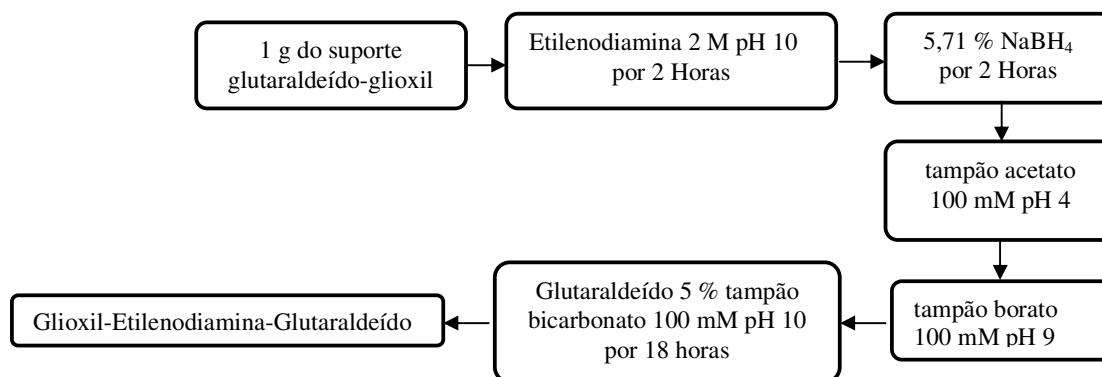 1 g do suporte
glutaraldeído-glioxil
Etilenodiamina 2 M pH 10
por 2 Horas
5,71 % NaBH₄
por 2 Horas
tampão acetato
100 mM pH 4
tampão borato
100 mM pH 9
Glutaraldeído 5 % tampão
bicarbonato 100 mM pH 10
por 18 horas
Glioxil-Etilenodiamina-Glutaraldeído